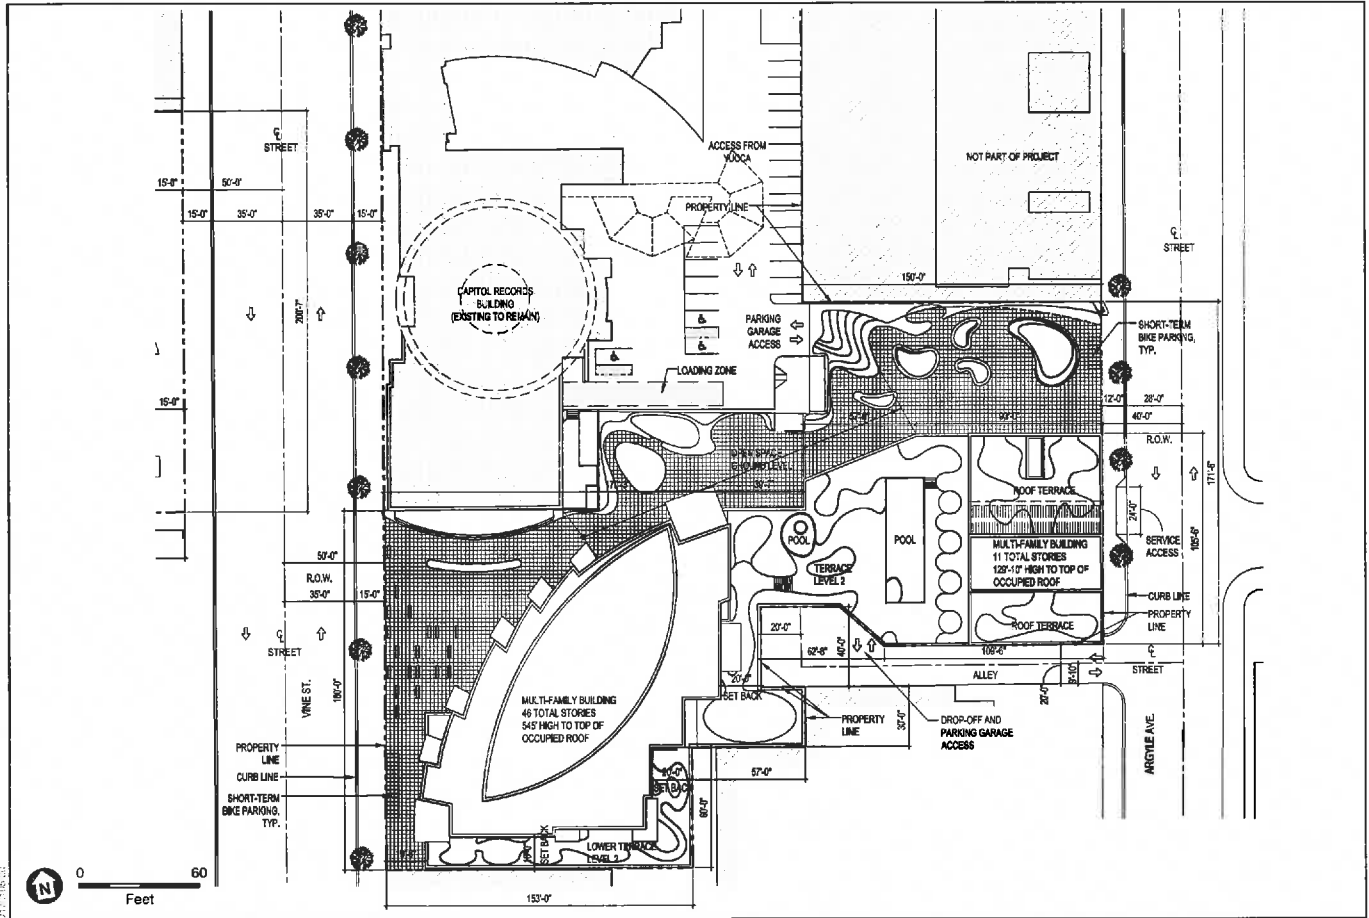 ℄
STREET
ACCESS FROM
YUCCA
NOT PART OF PROJECT
15'-0"
50'-0"
15'-0"
35'-0"
35'-0"
15'-0"
PROPERTY LINE
℄
STREET
150'-0"
200'-7"
CAPITOL RECORDS
BUILDING
(EXISTING TO REMAIN)
PARKING
GARAGE
ACCESS
SHORT-TERM
BIKE PARKING,
TYP.
LOADING ZONE
15'-0"
12'-0"
28'-0"
40'-0"
R.O.W.
OPEN SPACE
GROUND LEVEL
171'-6"
ROOF TERRACE
24'-0"
SERVICE
ACCESS
105'-6"
POOL
POOL
MULTI-FAMILY BUILDING
11 TOTAL STORIES
129'-10" HIGH TO TOP OF
OCCUPIED ROOF
TERRACE
LEVEL 2
50'-0"
R.O.W.
35'-0"
15'-0"
CURB LINE
PROPERTY
LINE
ROOF TERRACE
20'-0"
62'-8"
40'-0"
109'-6"
℄
STREET
℄
STREET
ALLEY
9'-10"
20'-0"
20'-0"
SET BACK
VINE ST.
180'-0"
MULTI-FAMILY BUILDING
46 TOTAL STORIES
545' HIGH TO TOP OF
OCCUPIED ROOF
PROPERTY
LINE
30'-0"
DROP-OFF AND
PARKING GARAGE
ACCESS
ARGYLE AVE.
PROPERTY
LINE
CURB LINE
SHORT-TERM
BIKE PARKING,
TYP.
20'-0"
SET BACK
57'-0"
60'-0"
SET BACK
LOWER TERRACE
LEVEL 2
153'-0"
N
0
60
Feet